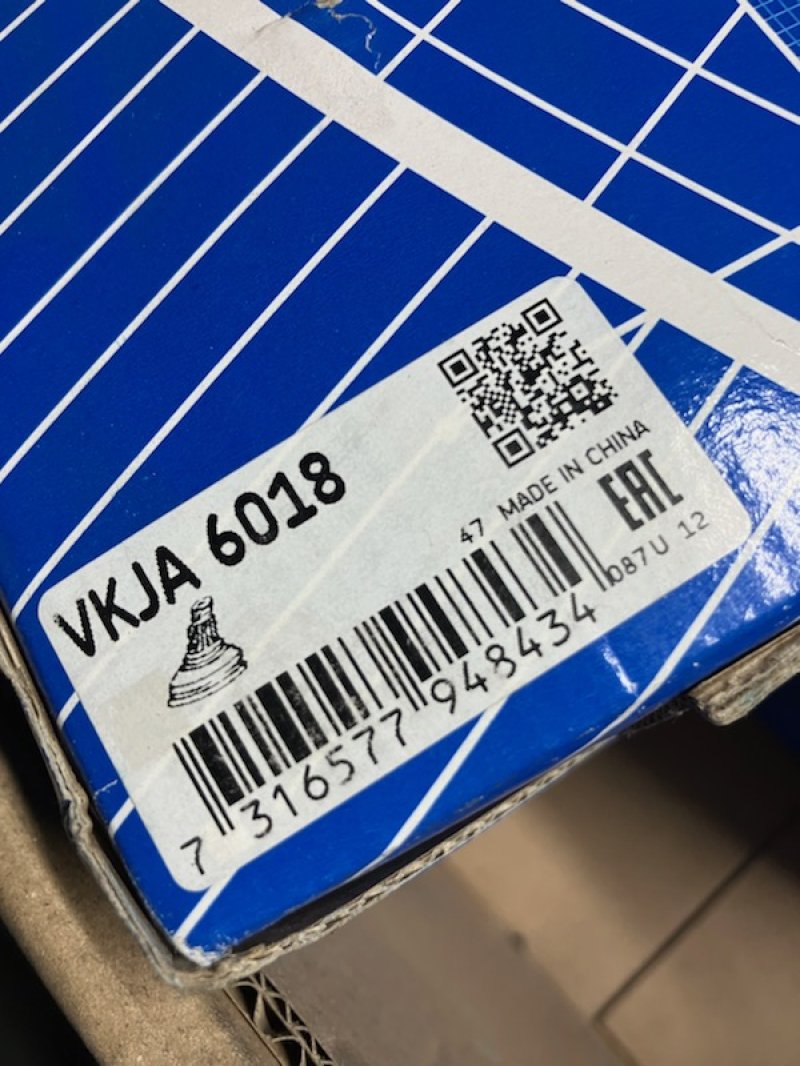 VKJA 6018
47 MADE IN CHINA
EAC
087U 12
7 316577 948434